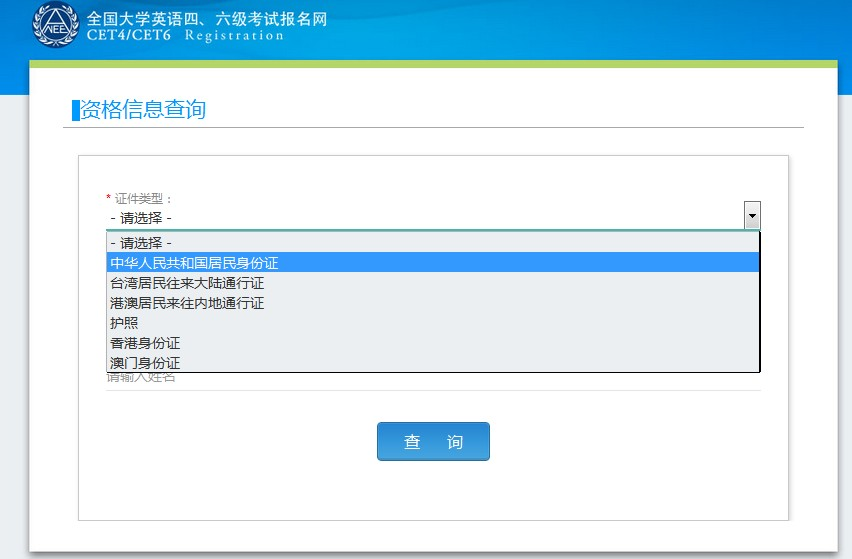 NEE
全国大学英语四、六级考试报名网
CET4/CET6 Registration
资格信息查询
* 证件类型：
- 请选择 -
- 请选择 -
中华人民共和国居民身份证
台湾居民往来大陆通行证
港澳居民来往内地通行证
护照
香港身份证
澳门身份证
请输入姓名
查 询